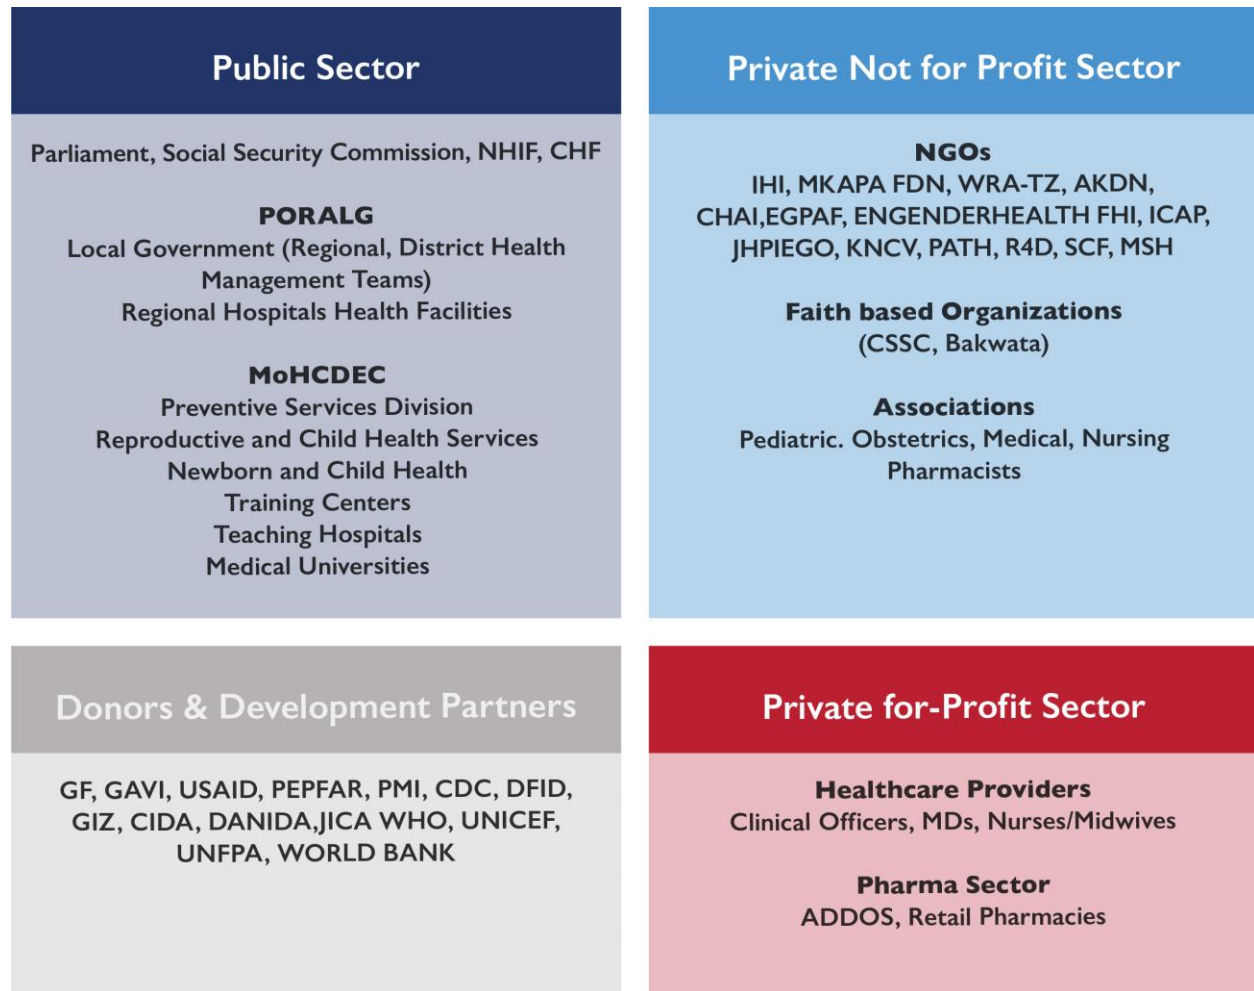 Public Sector
Parliament, Social Security Commission, NHIF, CHF
PORALG
Local Government (Regional, District Health
Management Teams)
Regional Hospitals Health Facilities
MoHCDEC
Preventive Services Division
Reproductive and Child Health Services
Newborn and Child Health
Training Centers
Teaching Hospitals
Medical Universities
Private Not for Profit Sector
NGOs
IHI, MKAPA FDN, WRA-TZ, AKDN,
CHAI,EGPAF, ENGENDERHEALTH FHI, ICAP,
JHPIEGO, KNCV, PATH, R4D, SCF, MSH
Faith based Organizations
(CSSC, Bakwata)
Associations
Pediatric. Obstetrics, Medical, Nursing
Pharmacists
Donors & Development Partners
GF, GAVI, USAID, PEPFAR, PMI, CDC, DFID,
GIZ, CIDA, DANIDA,JICA WHO, UNICEF,
UNFPA, WORLD BANK
Private for-Profit Sector
Healthcare Providers
Clinical Officers, MDs, Nurses/Midwives
Pharma Sector
ADDOS, Retail Pharmacies